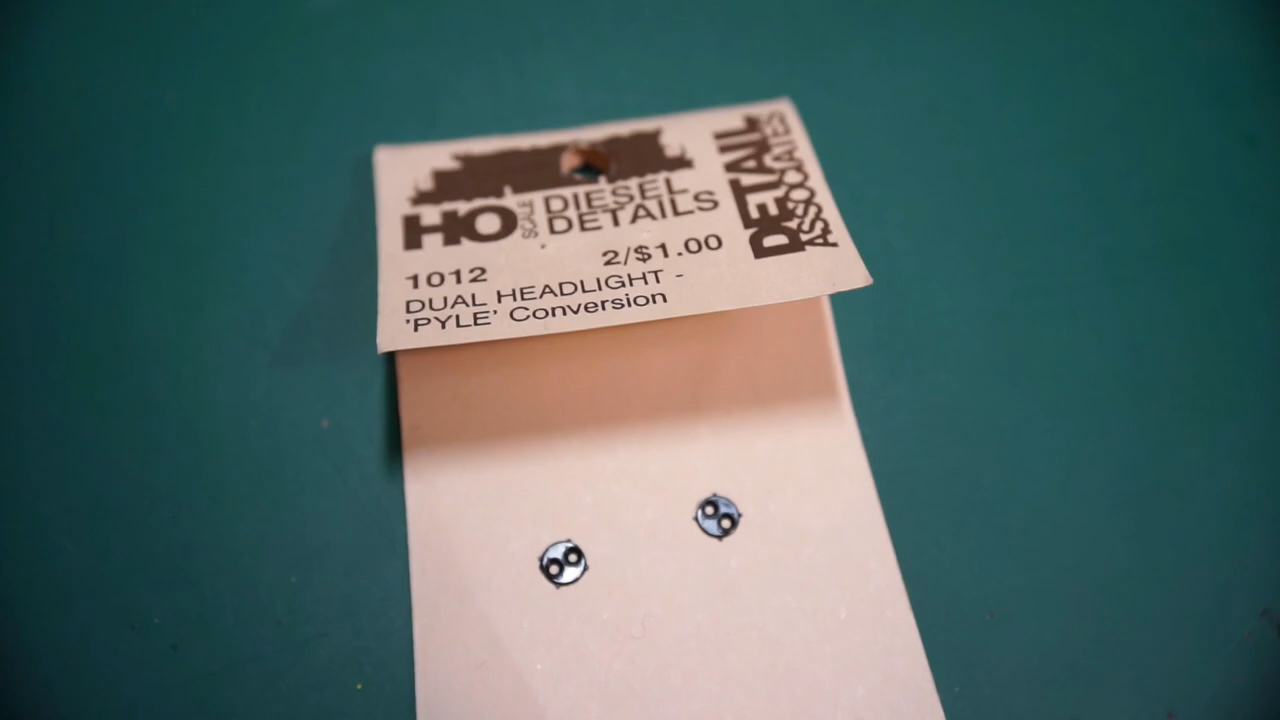 HO SCALE DIESEL DETAILS
DETAIL ASSOCIATES
1012 2/$1.00
DUAL HEADLIGHT -
'PYLE' Conversion